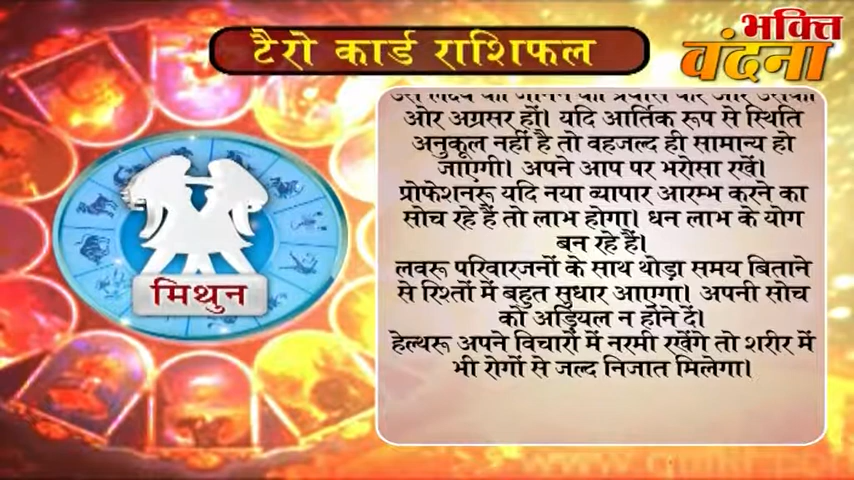 टैरो कार्ड राशिफल
भक्ति
वंदना
ओर अग्रसर हों। यदि आर्तिक रूप से स्थिति
अनुकूल नहीं है तो वहजल्द ही सामान्य हो
जाएगी। अपने आप पर भरोसा रखें।
प्रोफेशनरू यदि नया व्यापार आरम्भ करने का
सोच रहे हैं तो लाभ होगा। धन लाभ के योग
बन रहे हैं।
लवरू परिवारजनों के साथ थोड़ा समय बिताने
से रिश्तों में बहुत सुधार आाएगा। अपनी सोच
को अड़ियल न होने दें।
हेल्थरू अपने विचारों में नरमी रखेंगे तो शरीर में
भी रोगों से जल्द निजात मिलेगा।
मिथुन